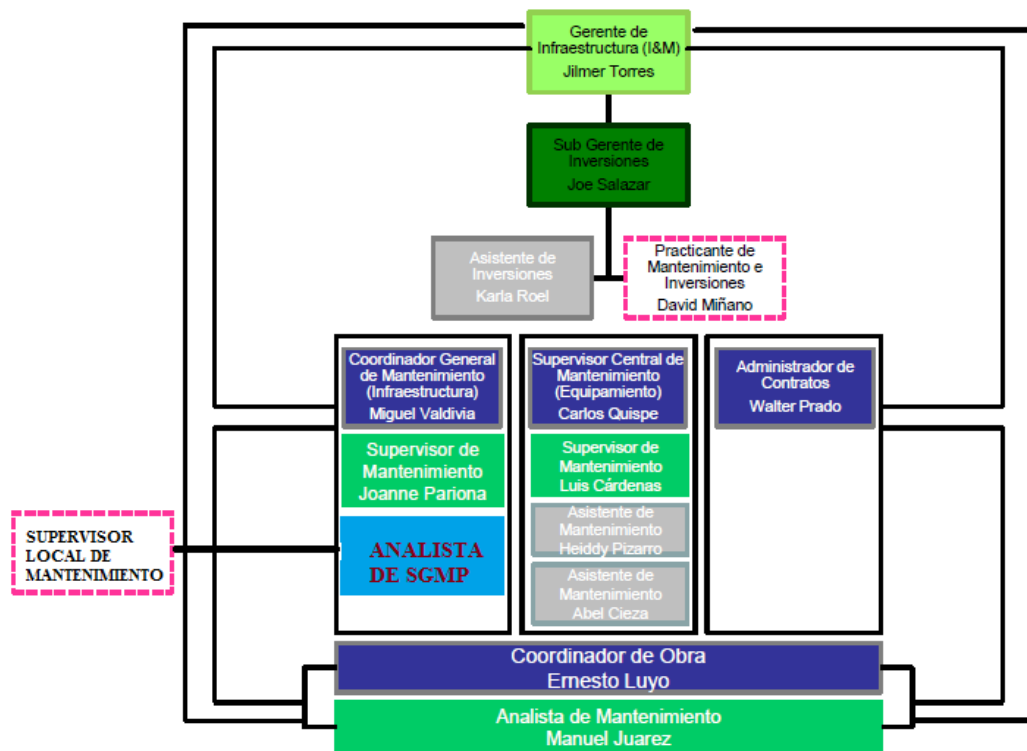 Gerente de
Infraestructura (I&M)
Jilmer Torres
Sub Gerente de
Inversiones
Joe Salazar
Asistente de
Inversiones
Karla Roel
Practicante de
Mantenimiento e
Inversiones
David Miñano
Coordinador General
de Mantenimiento
(Infraestructura)
Miguel Valdivia
Supervisor de
Mantenimiento
Joanne Pariona
ANALISTA
DE SGMP
Supervisor Central de
Mantenimiento
(Equipamiento)
Carlos Quispe
Supervisor de
Mantenimiento
Luis Cárdenas
Asistente de
Mantenimiento
Heiddy Pizarro
Asistente de
Mantenimiento
Abel Cieza
Administrador de
Contratos
Walter Prado
SUPERVISOR
LOCAL DE
MANTENIMIENTO
Coordinador de Obra
Ernesto Luyo
Analista de Mantenimiento
Manuel Juarez